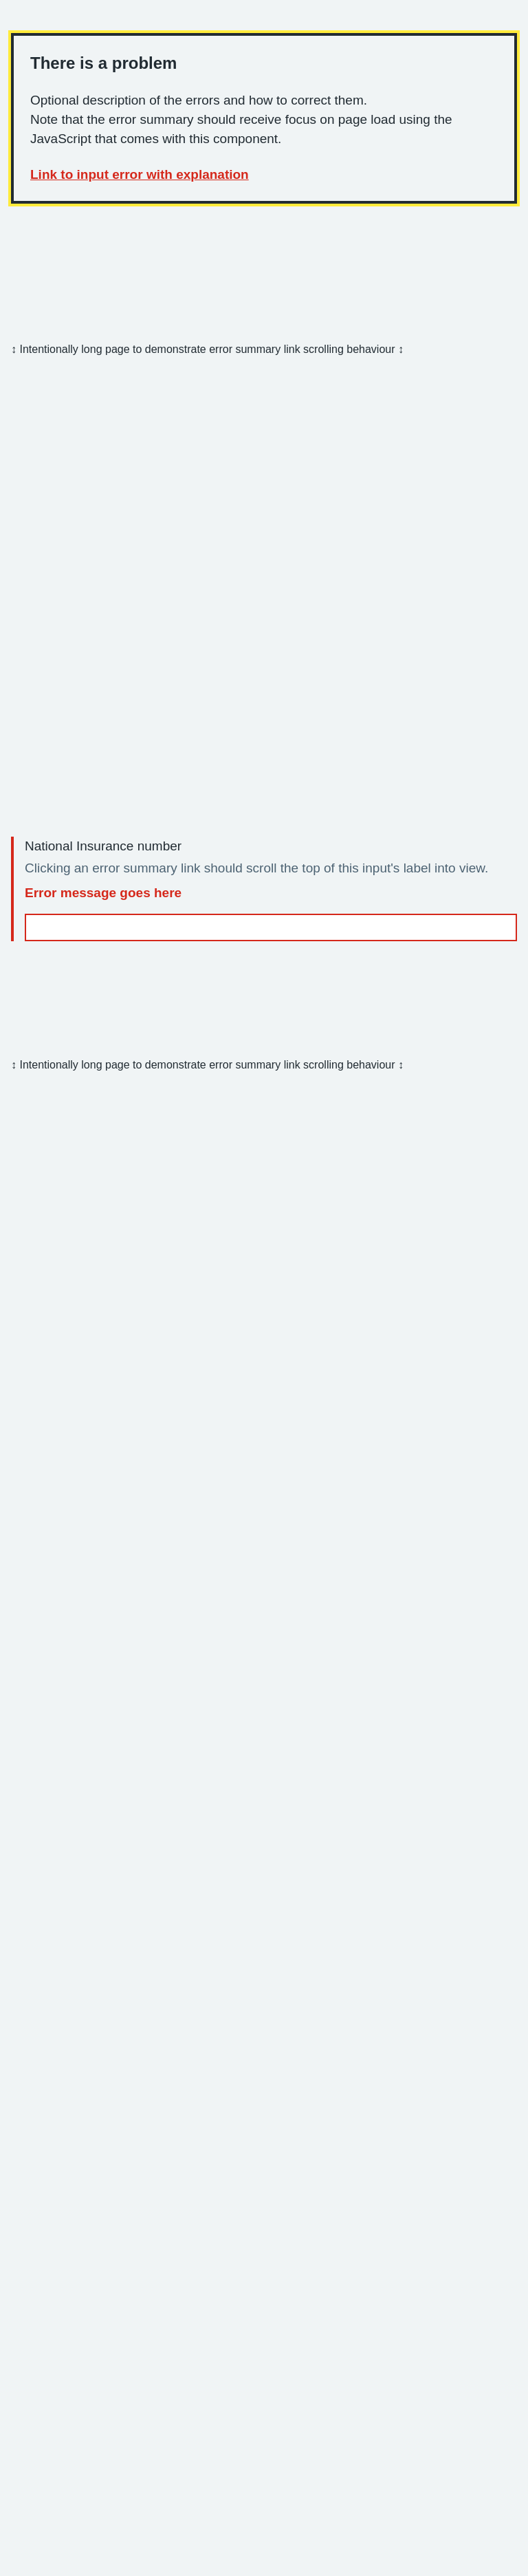 There is a problem
Optional description of the errors and how to correct them.
Note that the error summary should receive focus on page load using the
JavaScript that comes with this component.
Link to input error with explanation
↕ Intentionally long page to demonstrate error summary link scrolling behaviour ↕
National Insurance number
Clicking an error summary link should scroll the top of this input's label into view.
Error message goes here
↕ Intentionally long page to demonstrate error summary link scrolling behaviour ↕